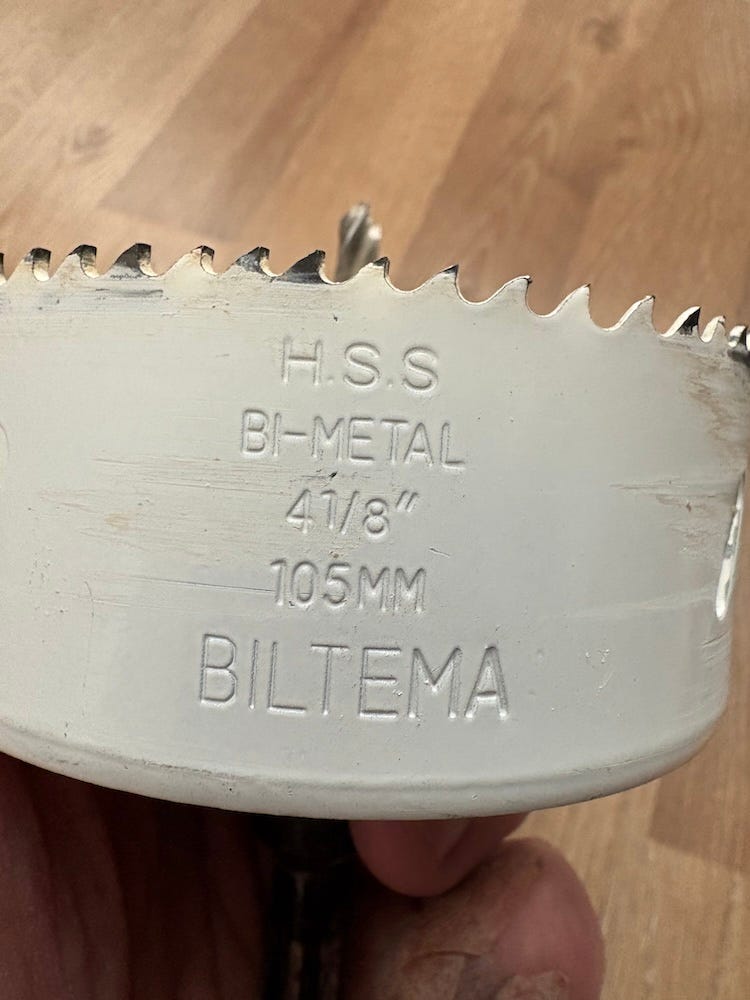 H.S.S
BI-METAL
4 1/8"
105MM
BILTEMA